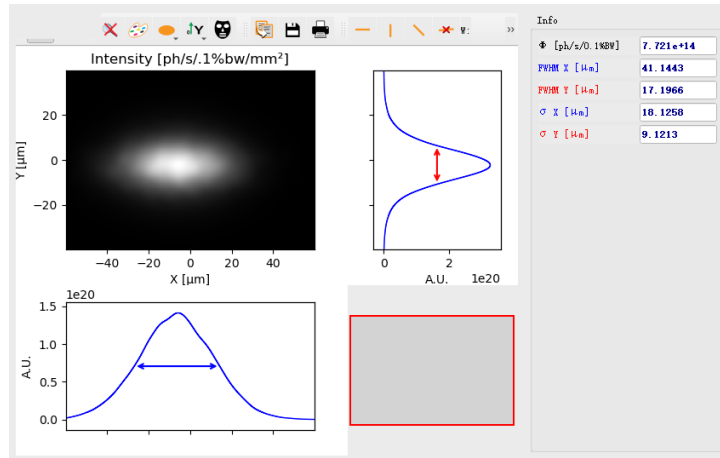 Y
W:
»
Info
Intensity [ph/s/.1%bw/mm²]
Φ [ph/s/0.1%BW] 7.721e+14
FWHM X [μm] 41.1443
FWHM Y [μm] 17.1966
σ X [μm] 18.1258
σ Y [μm] 9.1213
Y [μm]
20
0
−20
−40 −20 0 20 40
X [μm]
0 2
A.U. 1e20
1e20
A.U.
1.5
1.0
0.5
0.0